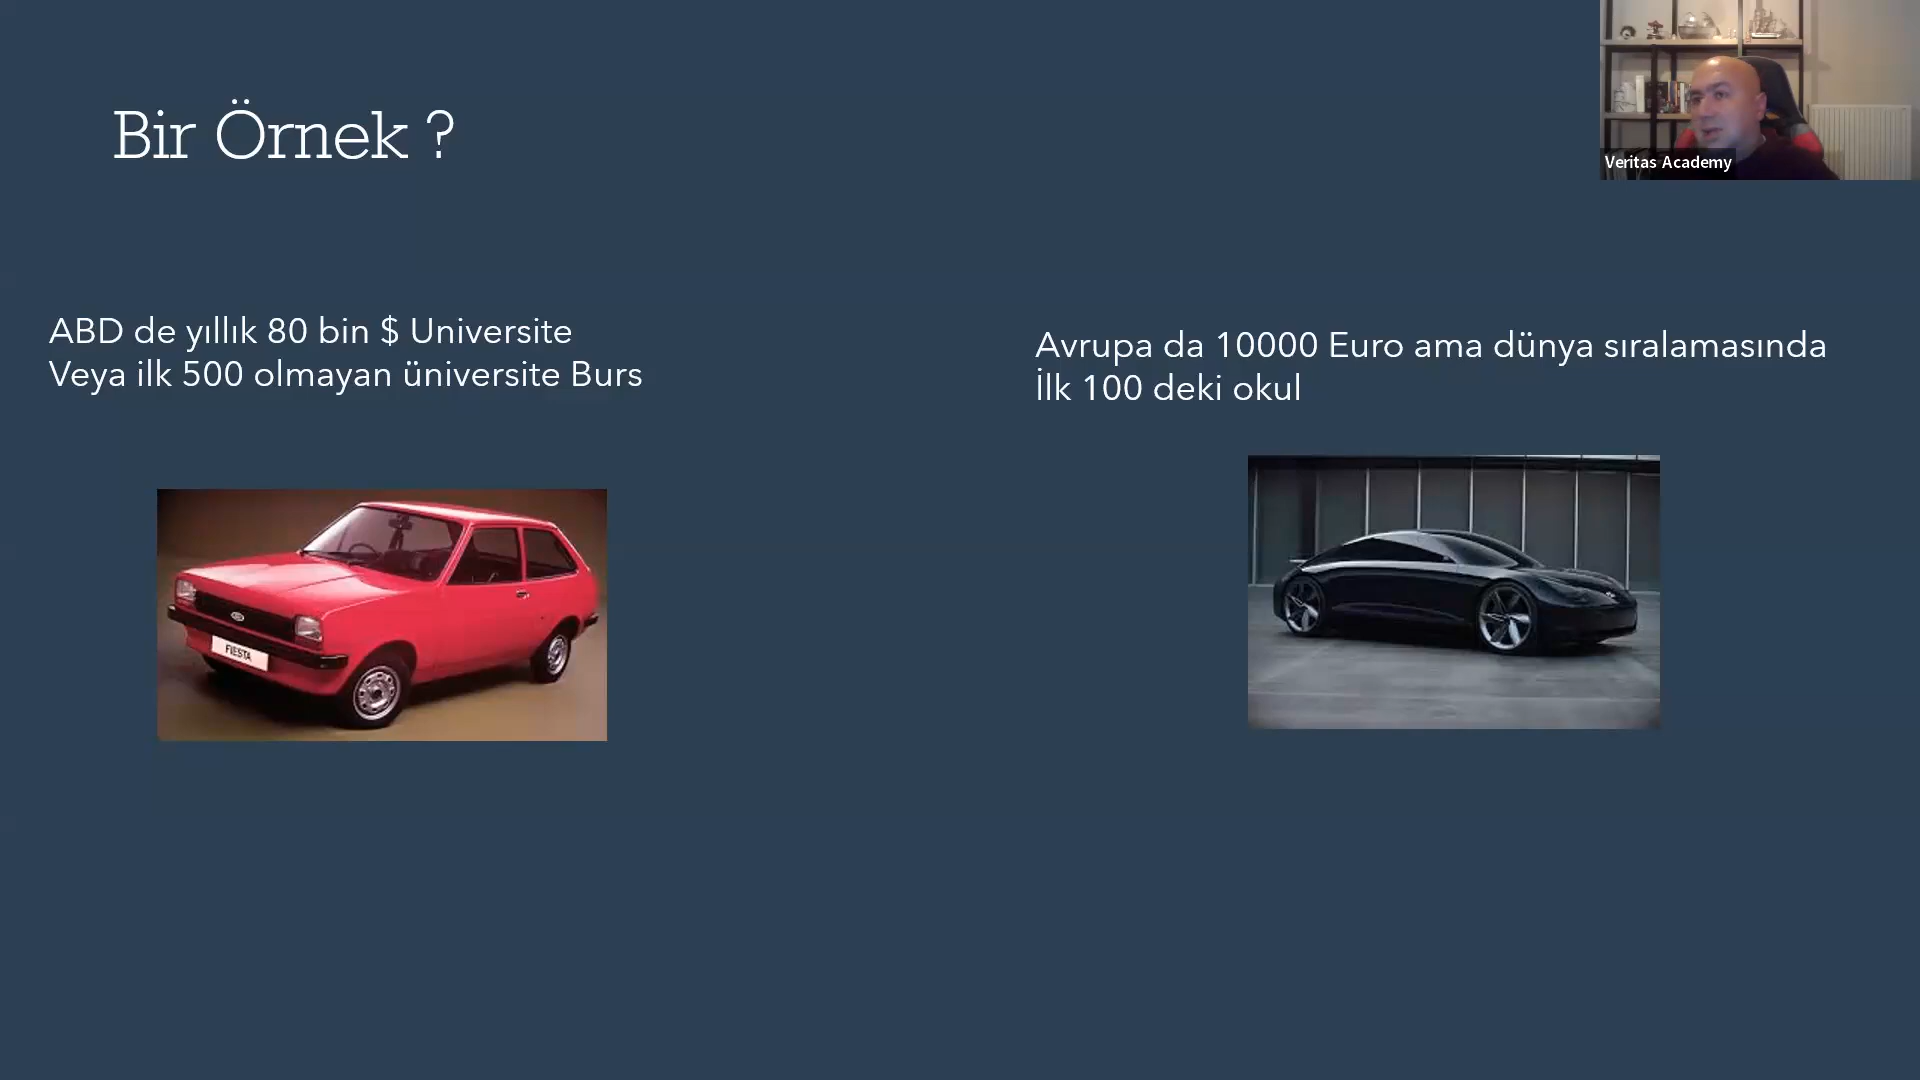 Bir Örnek ?
Veritas Academy
ABD de yıllık 80 bin $ Universite
Veya ilk 500 olmayan üniversite Burs
Avrupa da 10000 Euro ama dünya sıralamasında
İlk 100 deki okul
FIESTA